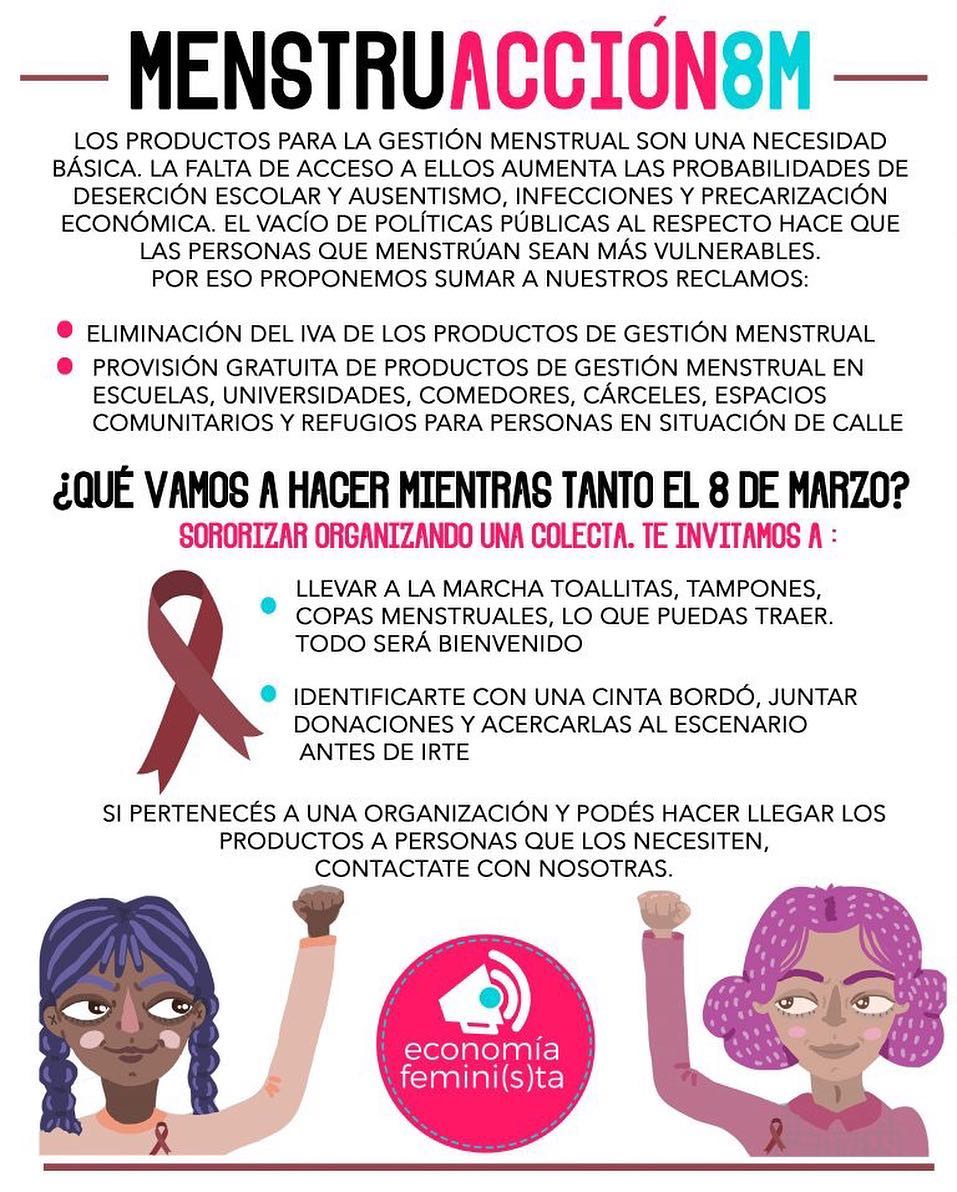 MENSTRUACCIÓN8M
LOS PRODUCTOS PARA LA GESTIÓN MENSTRUAL SON UNA NECESIDAD
BÁSICA. LA FALTA DE ACCESO A ELLOS AUMENTA LAS PROBABILIDADES DE
DESERCIÓN ESCOLAR Y AUSENTISMO, INFECCIONES Y PRECARIZACIÓN
ECONÓMICA. EL VACÍO DE POLÍTICAS PÚBLICAS AL RESPECTO HACE QUE
LAS PERSONAS QUE MENSTRÚAN SEAN MÁS VULNERABLES.
POR ESO PROPONEMOS SUMAR A NUESTROS RECLAMOS:
ELIMINACIÓN DEL IVA DE LOS PRODUCTOS DE GESTIÓN MENSTRUAL
PROVISIÓN GRATUITA DE PRODUCTOS DE GESTIÓN MENSTRUAL EN
ESCUELAS, UNIVERSIDADES, COMEDORES, CÁRCELES, ESPACIOS
COMUNITARIOS Y REFUGIOS PARA PERSONAS EN SITUACIÓN DE CALLE
¿QUÉ VAMOS A HACER MIENTRAS TANTO EL 8 DE MARZO?
SORORIZAR ORGANIZANDO UNA COLECTA. TE INVITAMOS A :
LLEVAR A LA MARCHA TOALLITAS, TAMPONES,
COPAS MENSTRUALES, LO QUE PUEDAS TRAER.
TODO SERÁ BIENVENIDO
IDENTIFICARTE CON UNA CINTA BORDÓ, JUNTAR
DONACIONES Y ACERCARLAS AL ESCENARIO
ANTES DE IRTE
SI PERTENECÉS A UNA ORGANIZACIÓN Y PODÉS HACER LLEGAR LOS
PRODUCTOS A PERSONAS QUE LOS NECESITEN,
CONTACTATE CON NOSOTRAS.
economía
femini(s)ta